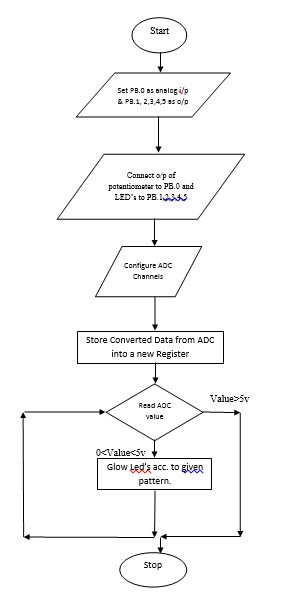 Start
Set PB.0 as analog i/p
& PB.1, 2,3,4,5 as o/p
Connect o/p of
potentiometer to PB.0 and
LED's to PB.1,2,3,4,5
Configure ADC
Channels
Store Converted Data from ADC
into a new Register
Read ADC
value
Value>5v
0<Value<5v
Glow Led's acc. to given
pattern.
Stop